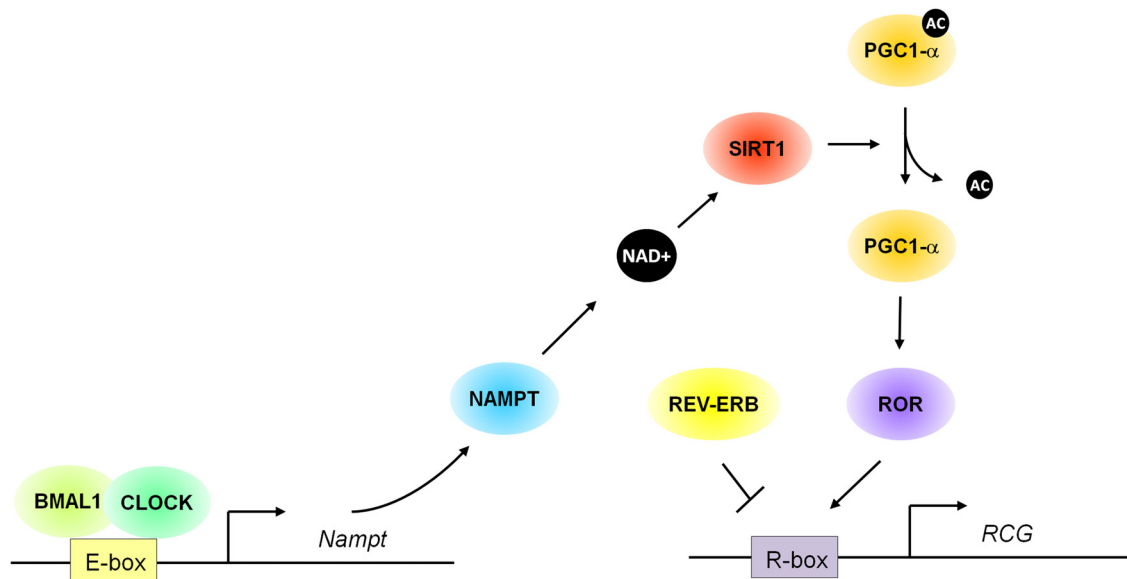 AC
PGC1-α
SIRT1
AC
PGC1-α
NAD+
NAMPT
REV-ERB
ROR
BMAL1
CLOCK
Nampt
RCG
E-box
R-box